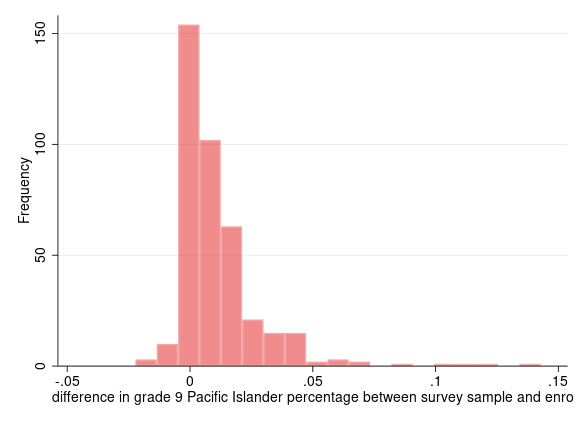 150
100
50
0
Frequency
-.05 0 .05 .1 .15
difference in grade 9 Pacific Islander percentage between survey sample and enro